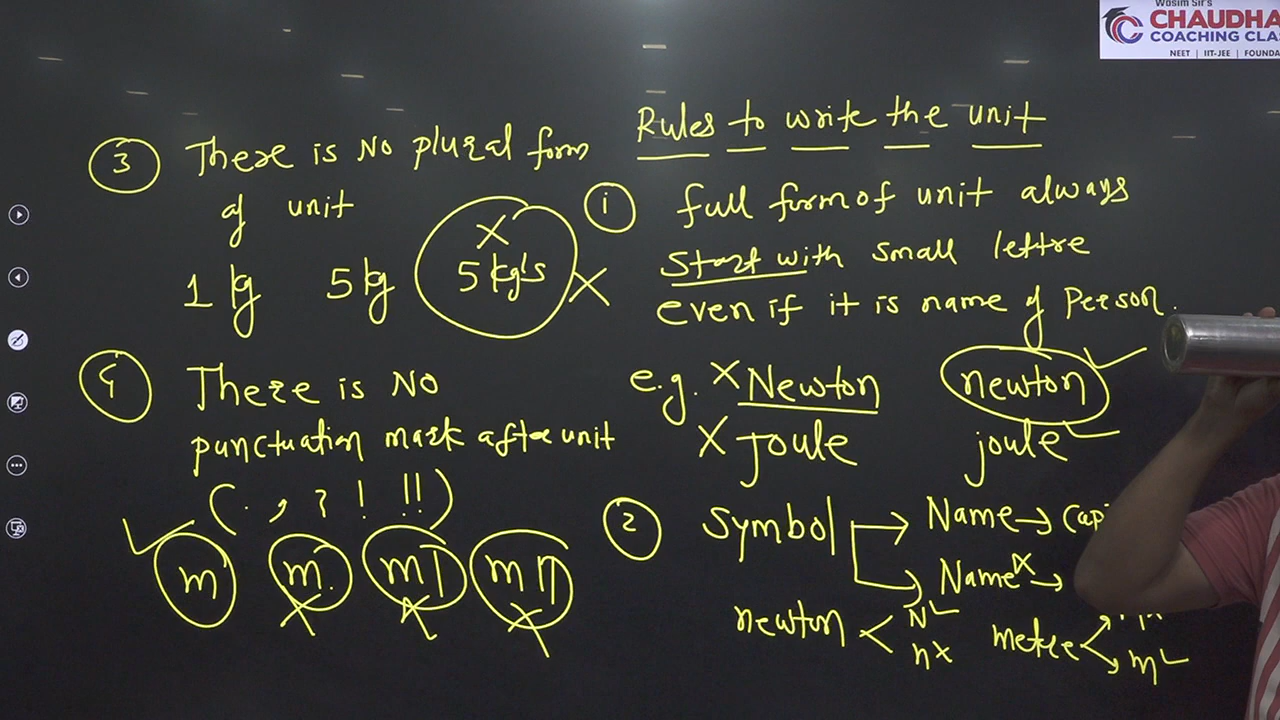 Wasim Sir's
CHAUDHA
COACHING CLA
NEET | IIT-JEE | FOUNDA
Rules to write the unit
① full form of unit always
start with small lettre
even if it is name of person.
e.g. X Newton newton ✓
X Joule joule ✓
② Symbol → Name → Cap
→ Name X →
newton < N ✓
n X
metre <
m ✓
③ There is No plural form
of unit
1 kg 5 kg X 5 kg's X
④ There is No
punctuation mark after unit
( . , ? ! !! )
✓ m m. m! m!!
X X X